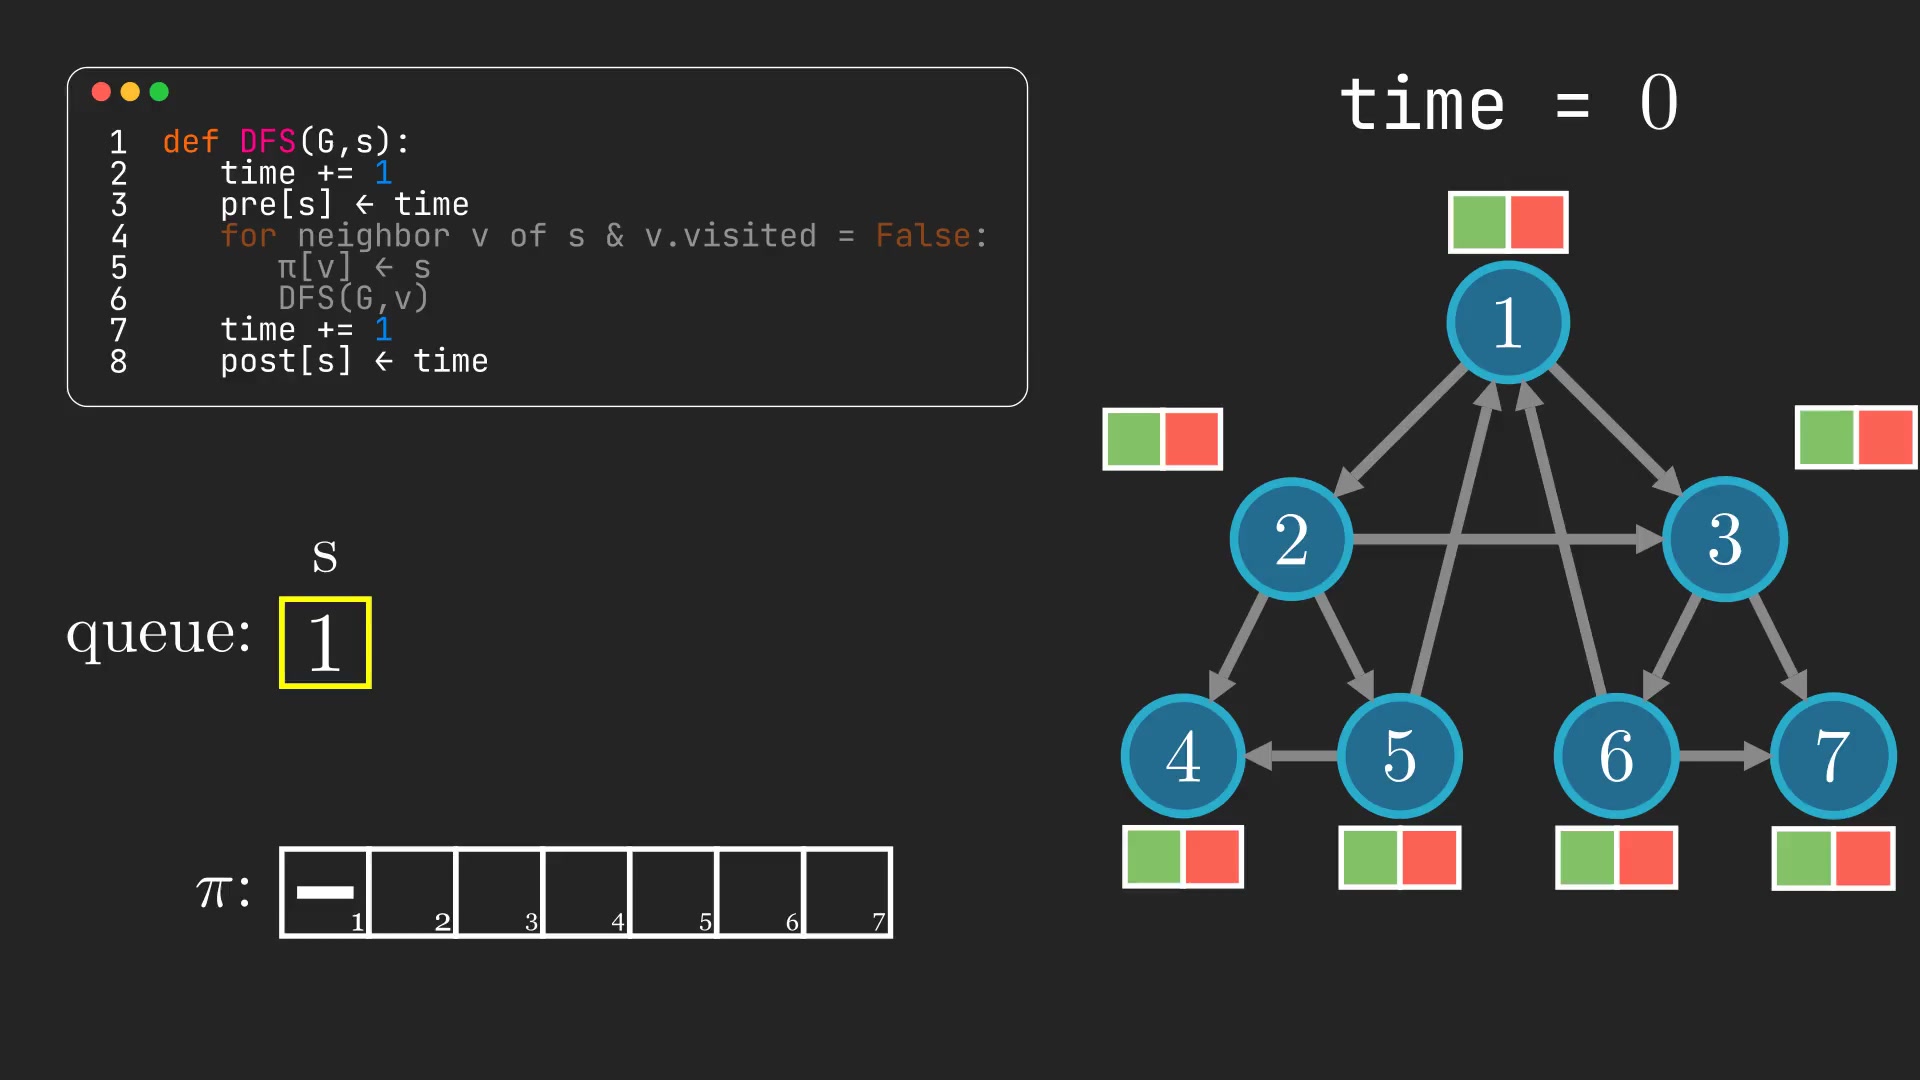 1 def DFS(G,s):
2 time += 1
3 pre[s] ← time
4 for neighbor v of s & v.visited = False:
5 π[v] ← s
6 DFS(G,v)
7 time += 1
8 post[s] ← time
time = 0
1
2
3
4
5
6
7
s
queue: 1
π: — 1 2 3 4 5 6 7